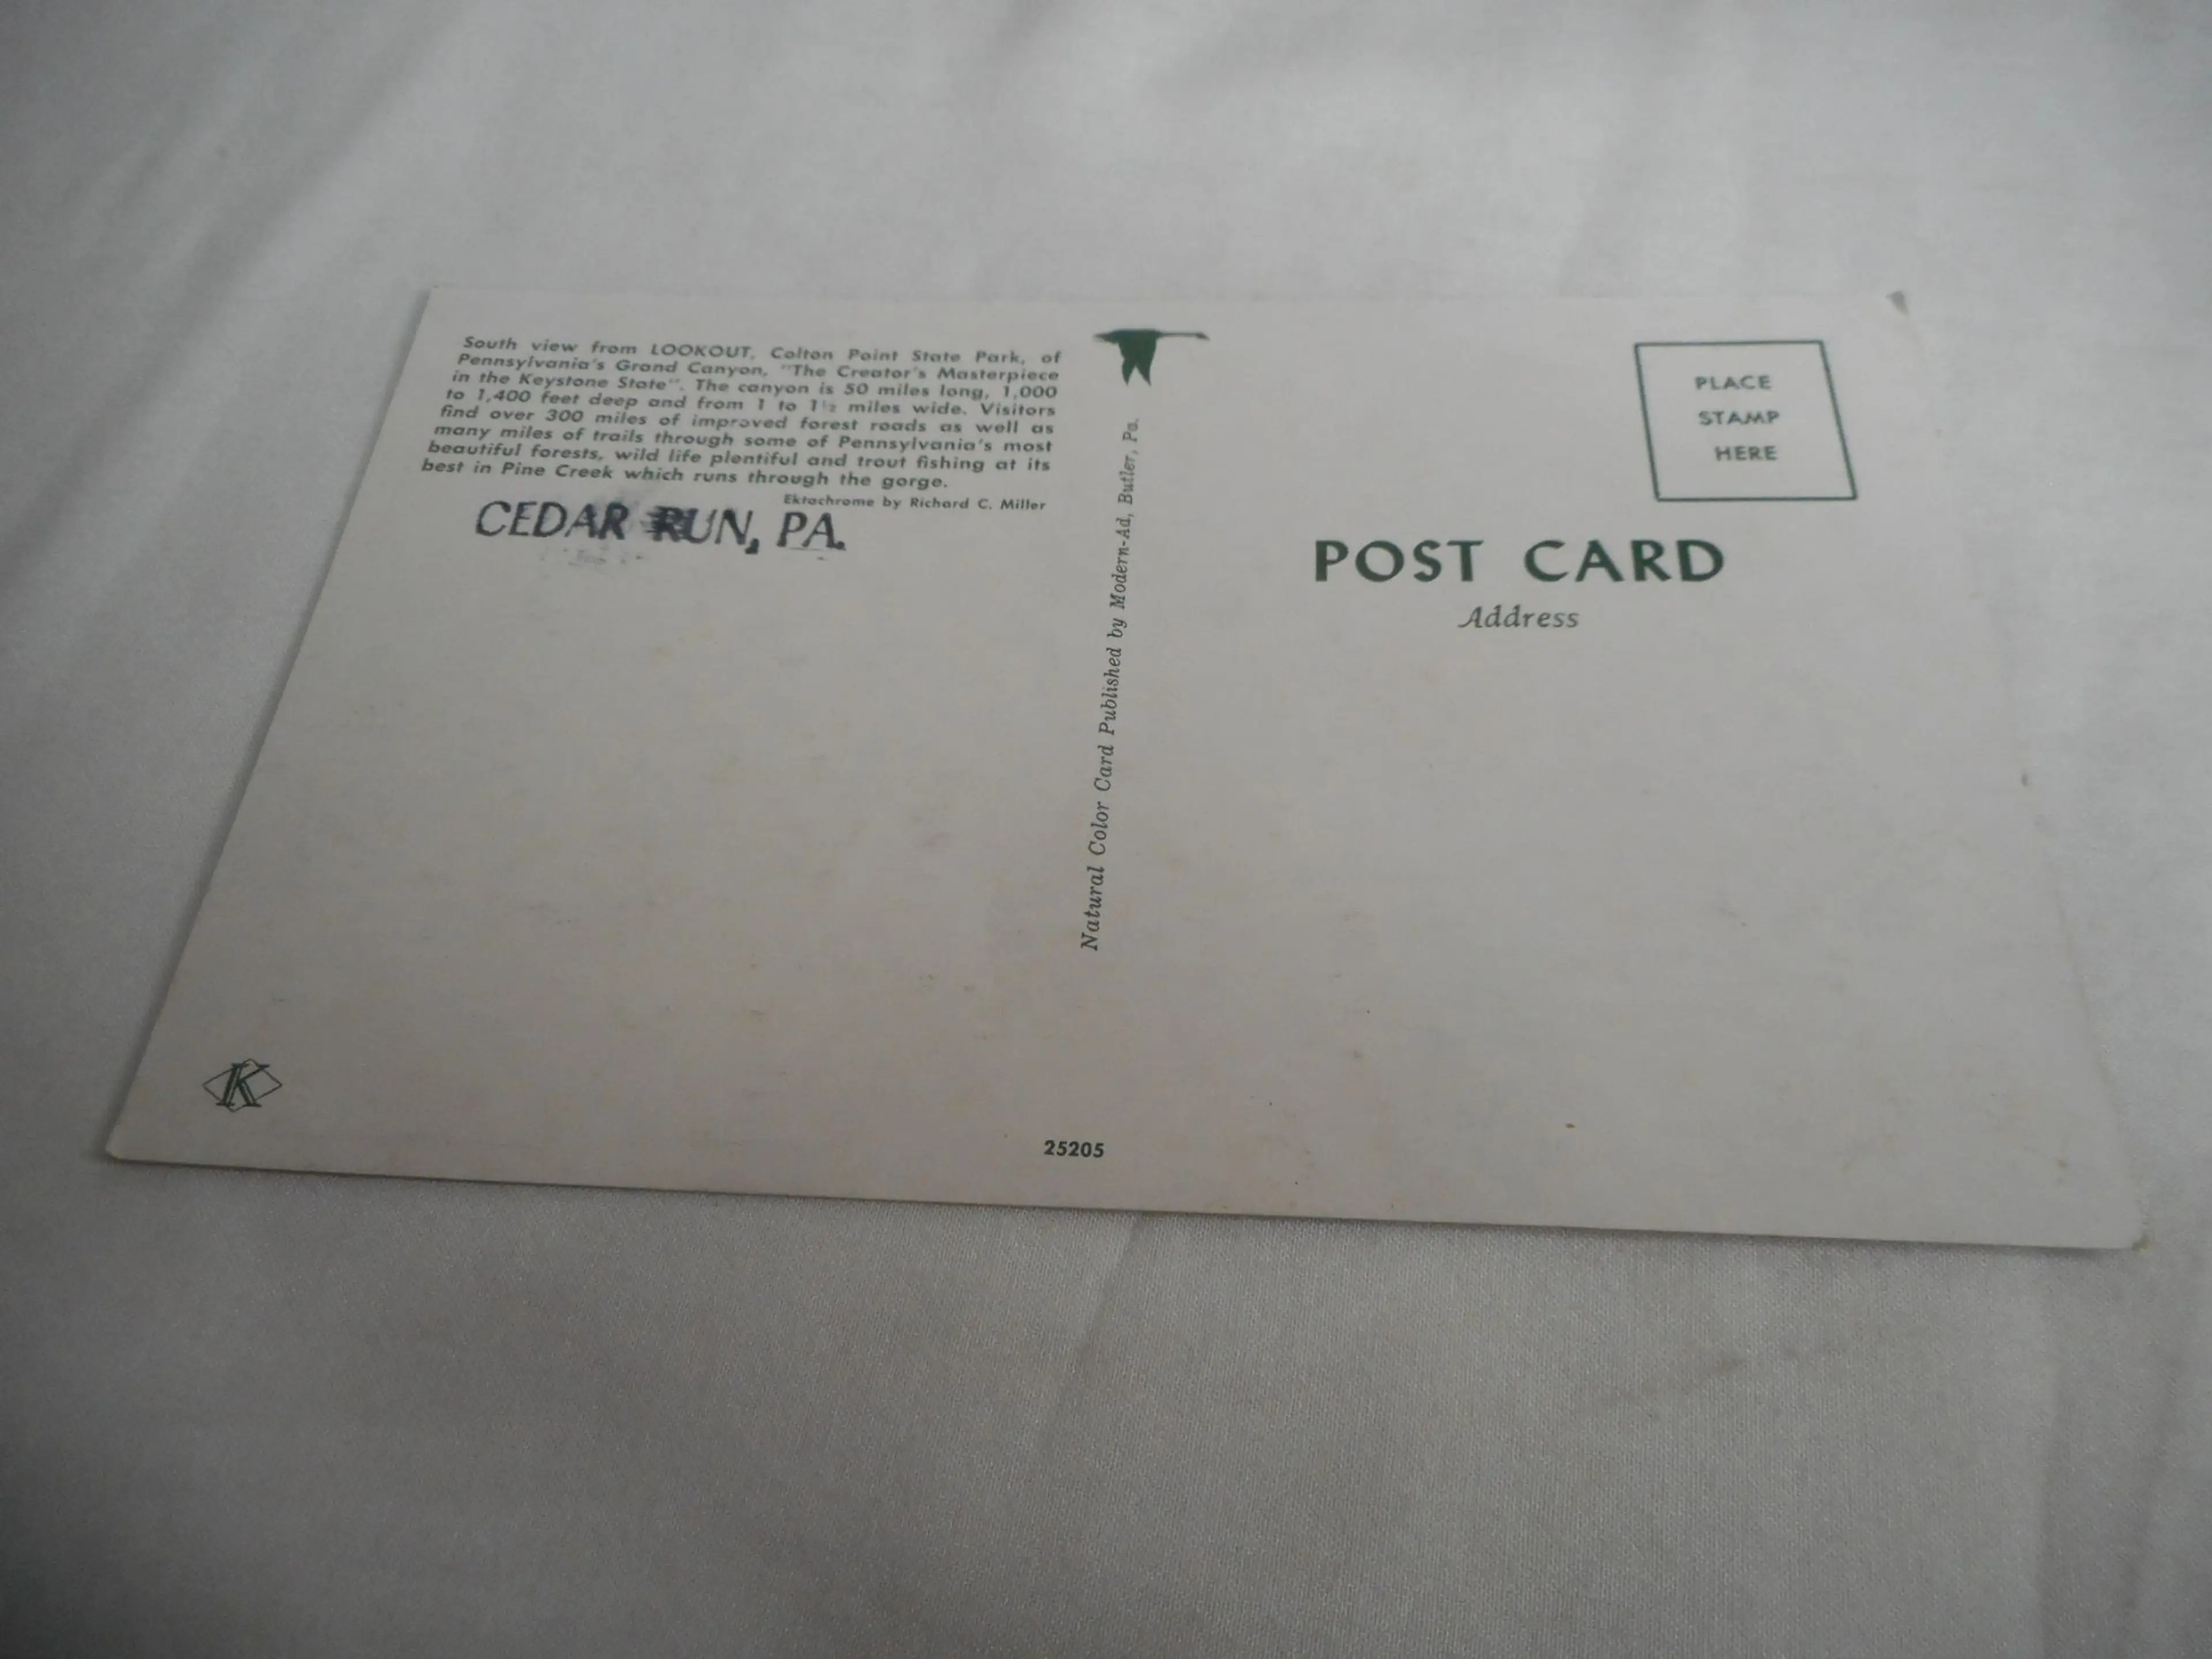 South view from LOOKOUT, Colton Point State Park, of
Pennsylvania's Grand Canyon, "The Creator's Masterpiece
in the Keystone State". The canyon is 50 miles long, 1,000
to 1,400 feet deep and from 1 to 1½ miles wide. Visitors
find over 300 miles of improved forest roads as well as
many miles of trails through some of Pennsylvania's most
beautiful forests, wild life plentiful and trout fishing at its
best in Pine Creek which runs through the gorge.
Ektachrome by Richard C. Miller
CEDAR RUN, PA.
K
Natural Color Card Published by Modern-Ad, Butler, Pa.
25205
PLACE
STAMP
HERE
POST CARD
Address